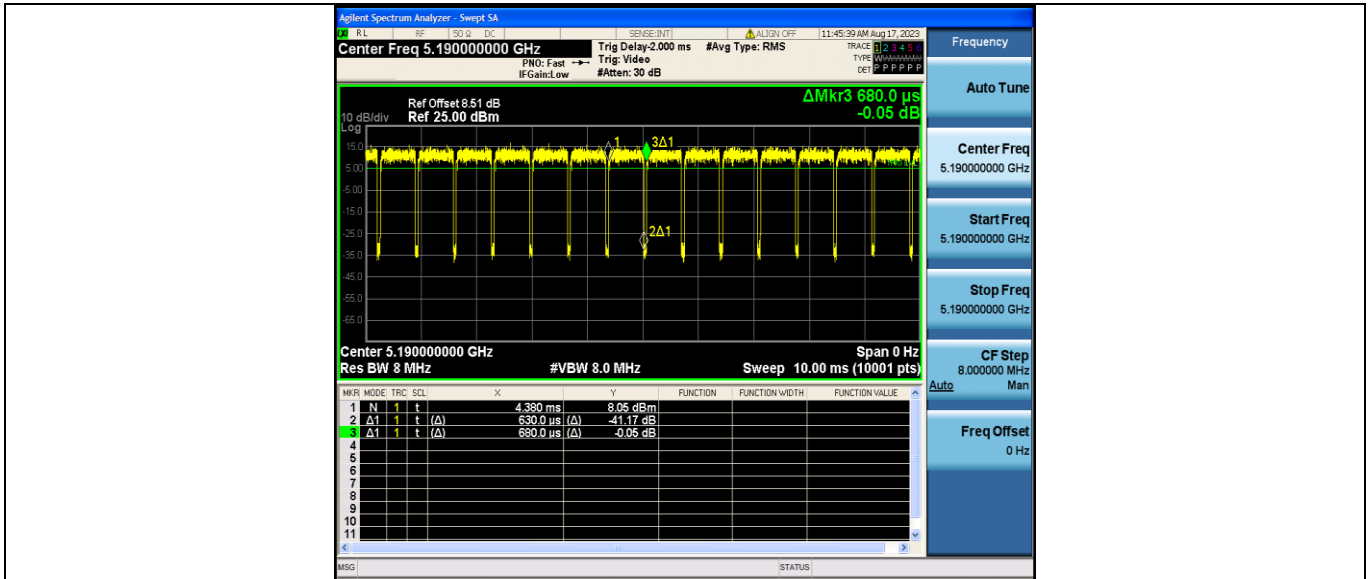 Agilent Spectrum Analyzer - Swept SA
RL RF 50 Ω DC SENSE:INT ALIGN OFF 11:45:39 AM Aug 17, 2023
Center Freq 5.190000000 GHz
PNO: Fast
IFGain:Low
Trig Delay-2.000 ms
Trig: Video
#Atten: 30 dB
#Avg Type: RMS
TRACE 1 2 3 4 5 6
TYPE
DET P P P P P P
Ref Offset 8.51 dB
10 dB/div Ref 25.00 dBm
ΔMkr3 680.0 µs
-0.05 dB
Log
15.0
5.00
-5.00
-15.0
-25.0
-35.0
-45.0
-55.0
-65.0
1
3Δ1
2Δ1
Center 5.190000000 GHz Span 0 Hz
Res BW 8 MHz #VBW 8.0 MHz Sweep 10.00 ms (10001 pts)
MKR MODE TRC SCL X Y FUNCTION FUNCTION WIDTH FUNCTION VALUE
1 N 1 t 4.380 ms 8.05 dBm
2 Δ1 1 t (Δ) 630.0 µs (Δ) -41.17 dB
3 Δ1 1 t (Δ) 680.0 µs (Δ) -0.05 dB
4
5
6
7
8
9
10
11
MSG STATUS
Frequency
Auto Tune
Center Freq
5.190000000 GHz
Start Freq
5.190000000 GHz
Stop Freq
5.190000000 GHz
CF Step
8.000000 MHz
Auto Man
Freq Offset
0 Hz